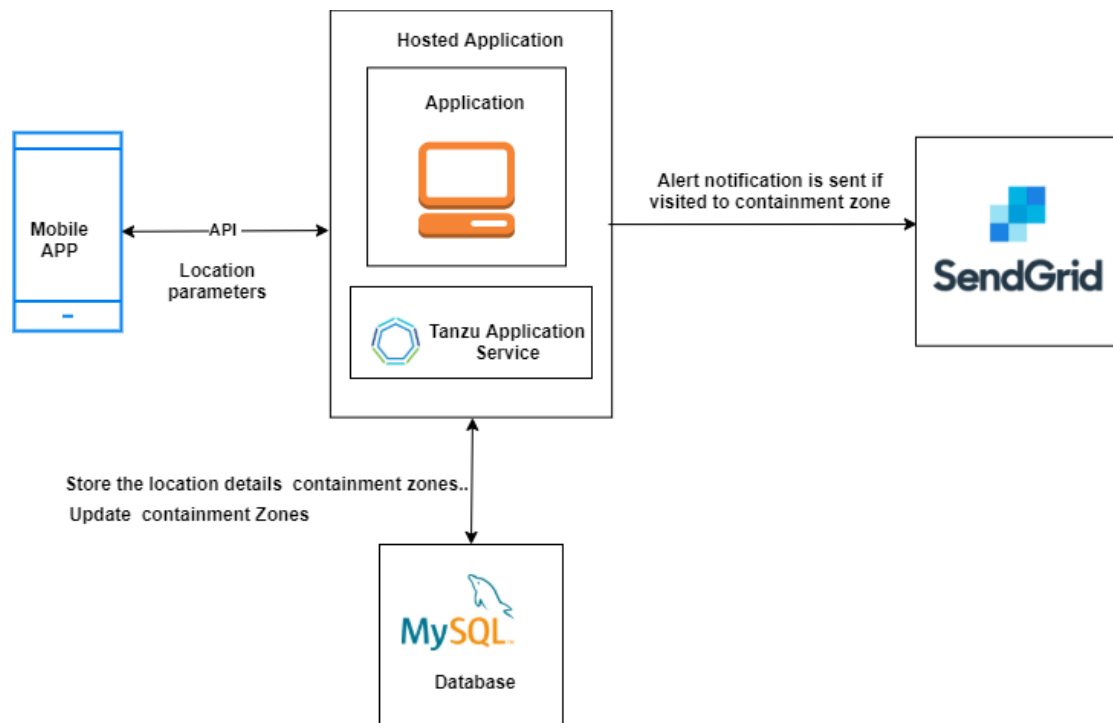 Hosted Application
Application
Mobile
APP
API
Location
parameters
Tanzu Application
Service
Alert notification is sent if
visited to containment zone
SendGrid
Store the location details containment zones..
Update containment Zones
MySQL™
Database